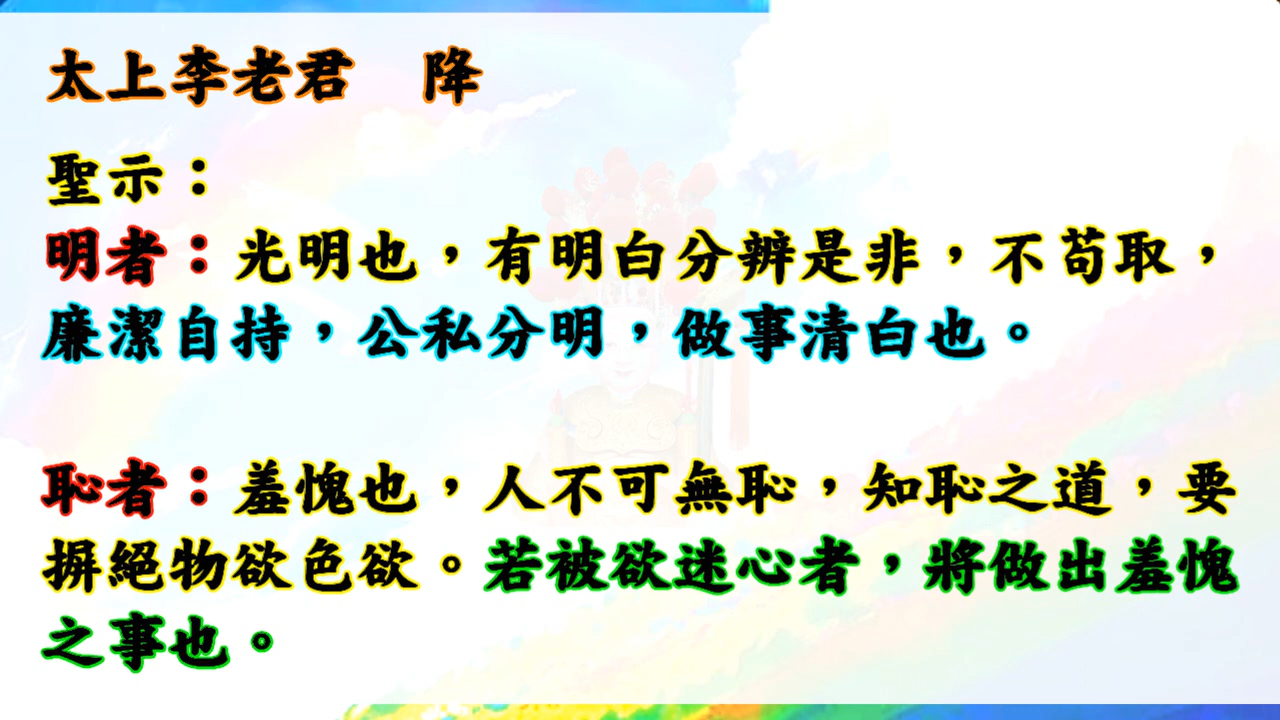 太上李老君　降
聖示：
明者：光明也，有明白分辨是非，不苟取，
廉潔自持，公私分明，做事清白也。
恥者：羞愧也，人不可無恥，知恥之道，要
摒絕物欲色欲。若被欲迷心者，將做出羞愧
之事也。